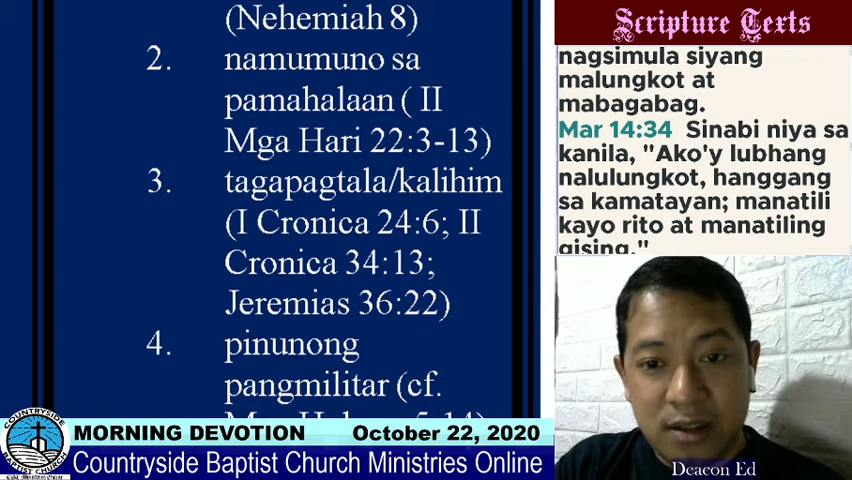 (Nehemiah 8)
2. namumuno sa
pamahalaan ( II
Mga Hari 22:3-13)
3. tagapagtala/kalihim
(I Cronica 24:6; II
Cronica 34:13;
Jeremias 36:22)
4. pinunong
pangmilitar (cf.
Scripture Texts
nagsimula siyang
malungkot at
mabagabag.
Mar 14:34 Sinabi niya sa
kanila, "Ako'y lubhang
nalulungkot, hanggang
sa kamatayan; manatili
kayo rito at manatiling
gising."
Deacon Ed
COUNTRYSIDE
BAPTIST CHURCH
MORNING DEVOTION October 22, 2020
Countryside Baptist Church Ministries Online